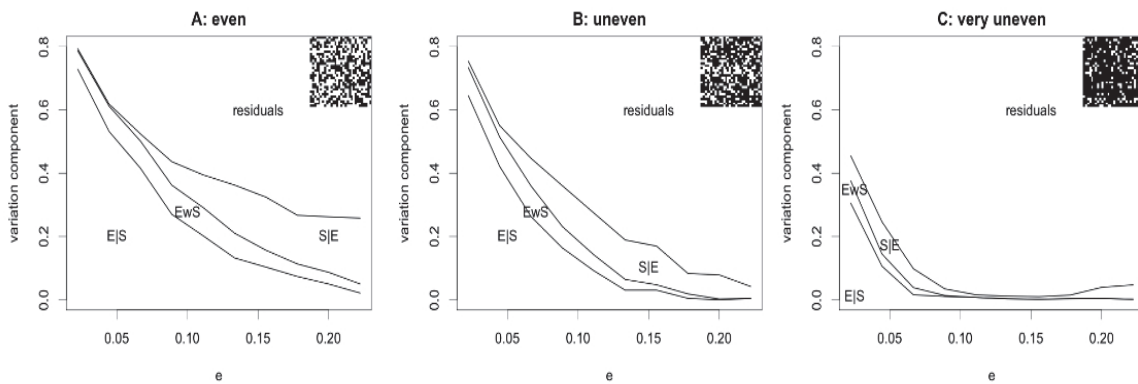 A: even
variation component
0.8
0.6
0.4
0.2
0.0
residuals
EwS
E|S
S|E
0.05
0.10
0.15
0.20
e
B: uneven
variation component
0.8
0.6
0.4
0.2
0.0
residuals
EwS
E|S
S|E
0.05
0.10
0.15
0.20
e
C: very uneven
variation component
0.8
0.6
0.4
0.2
0.0
residuals
EwS
S|E
E|S
0.05
0.10
0.15
0.20
e